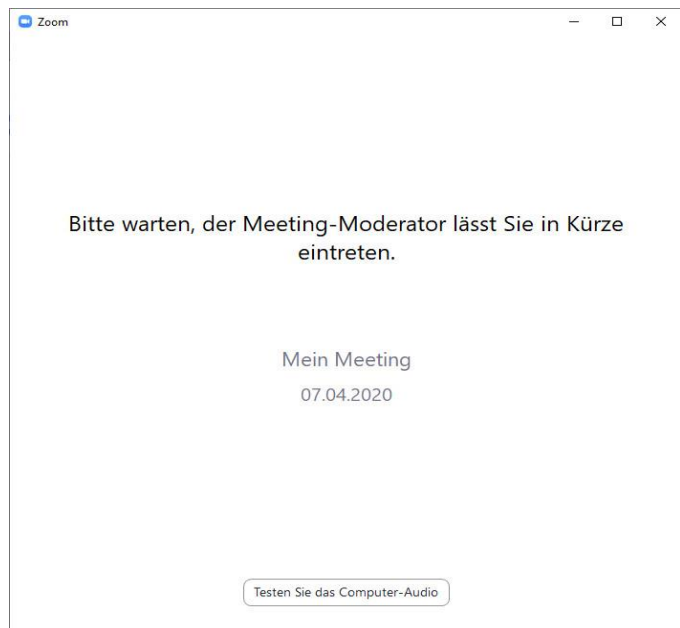 Zoom
Bitte warten, der Meeting-Moderator lässt Sie in Kürze
eintreten.
Mein Meeting
07.04.2020
Testen Sie das Computer-Audio